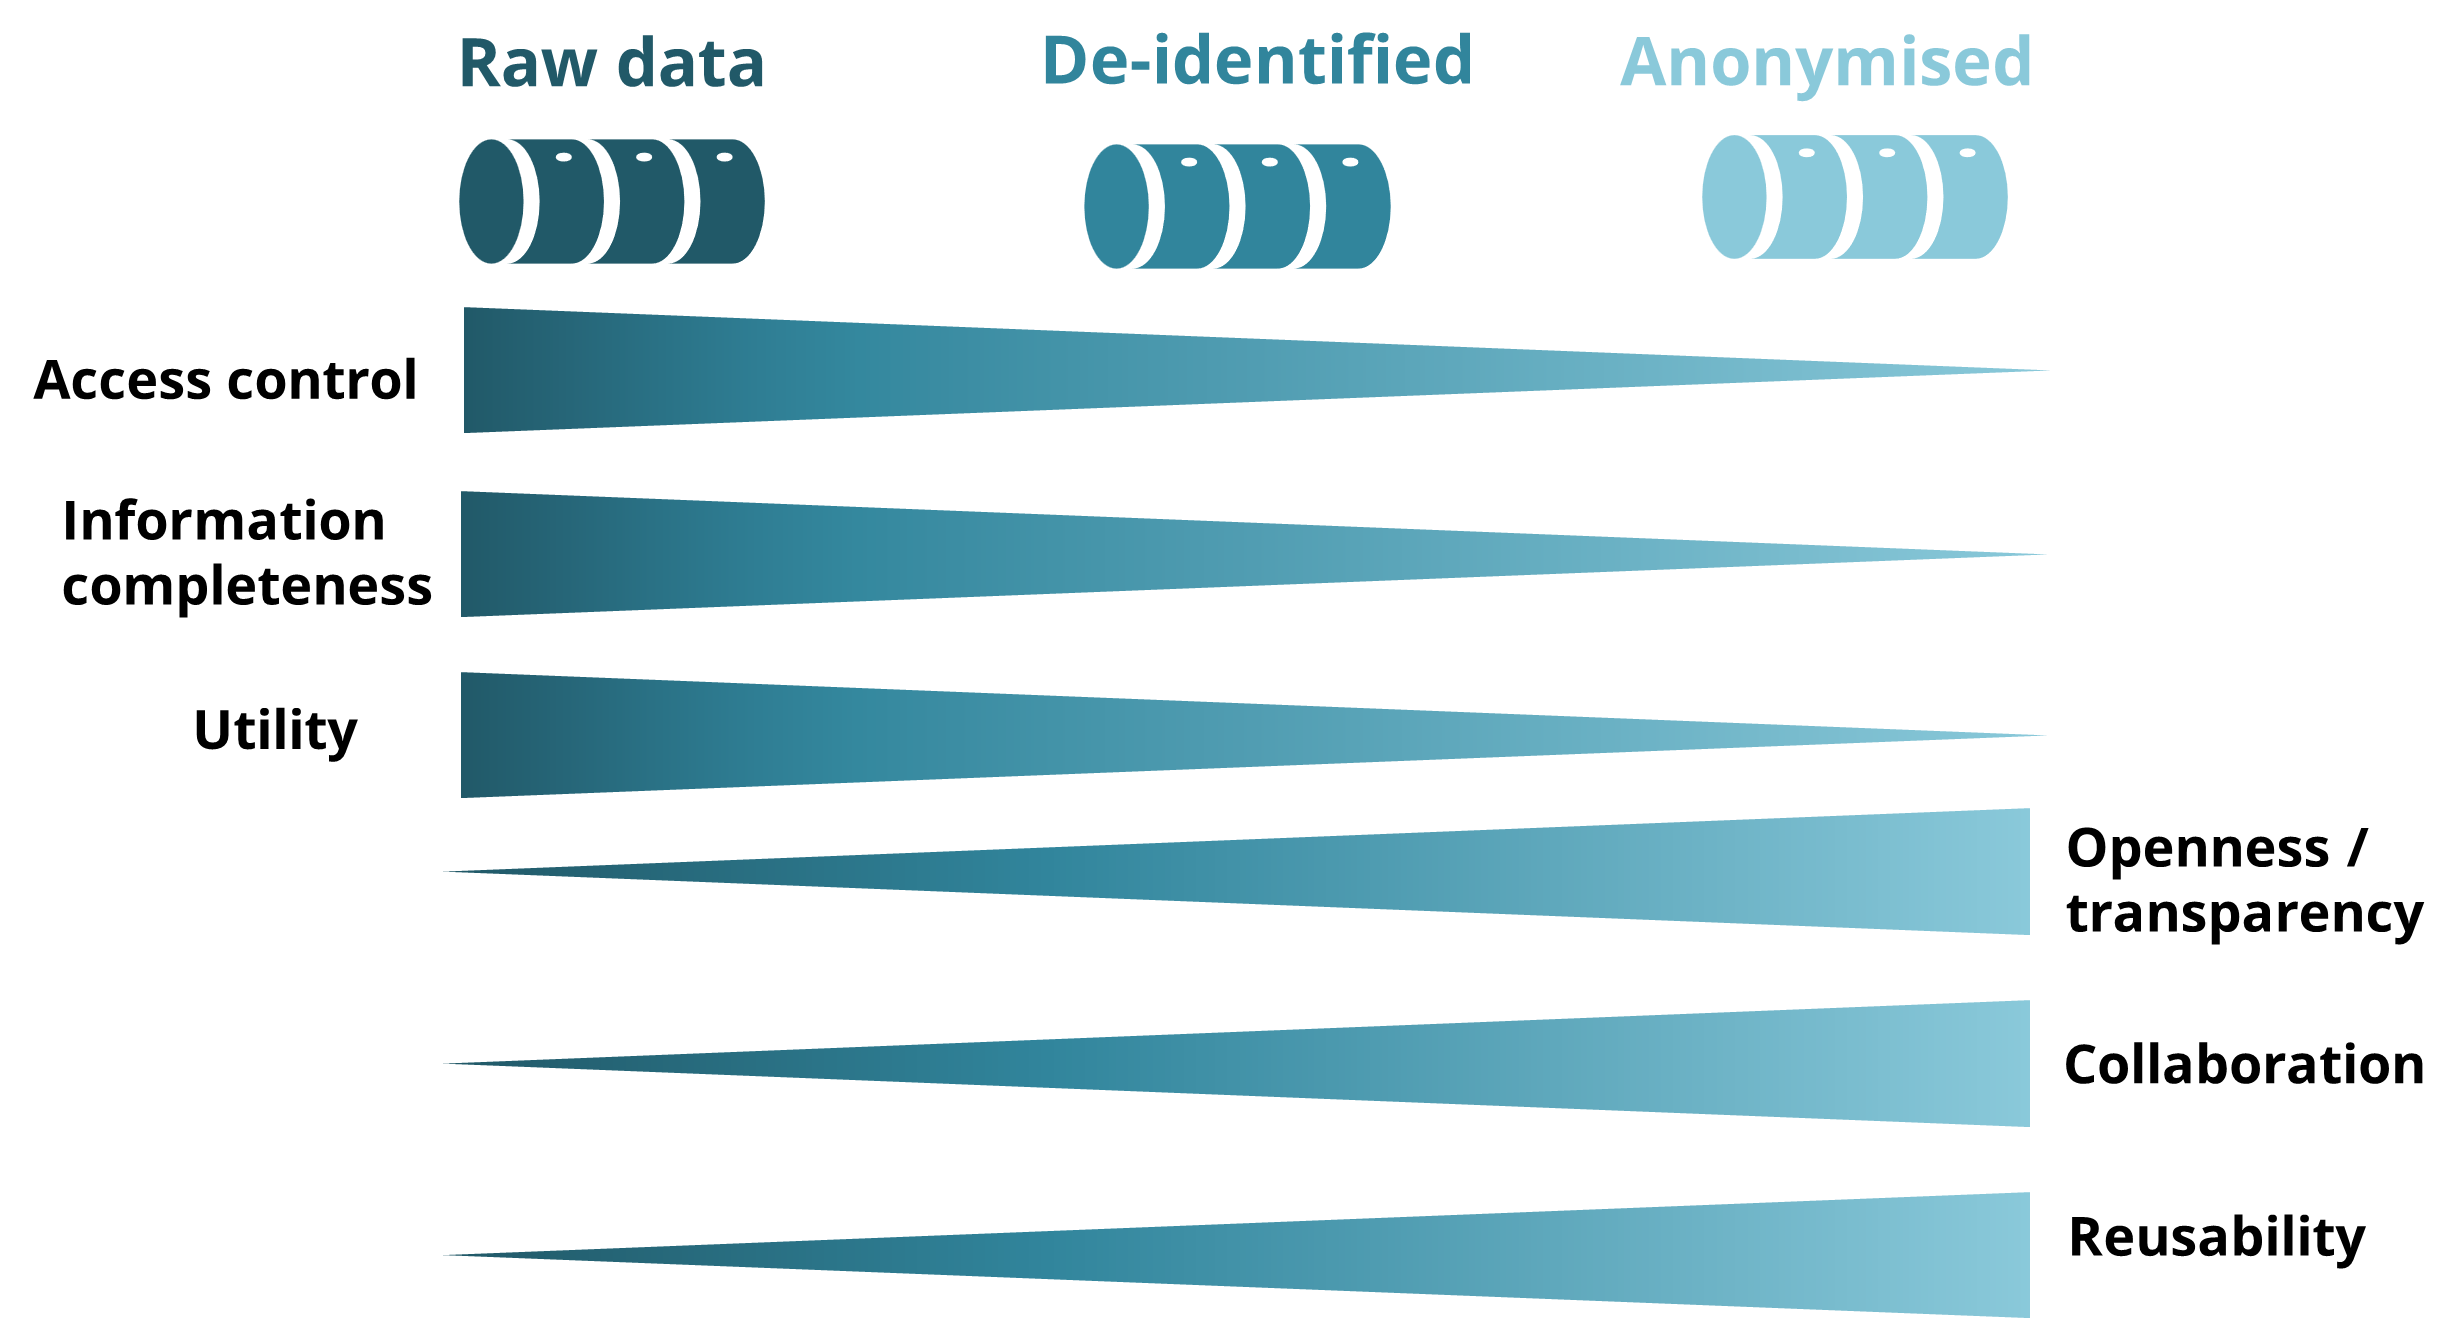 Raw data
De-identified
Anonymised
Access control
Information
completeness
Utility
Openness /
transparency
Collaboration
Reusability